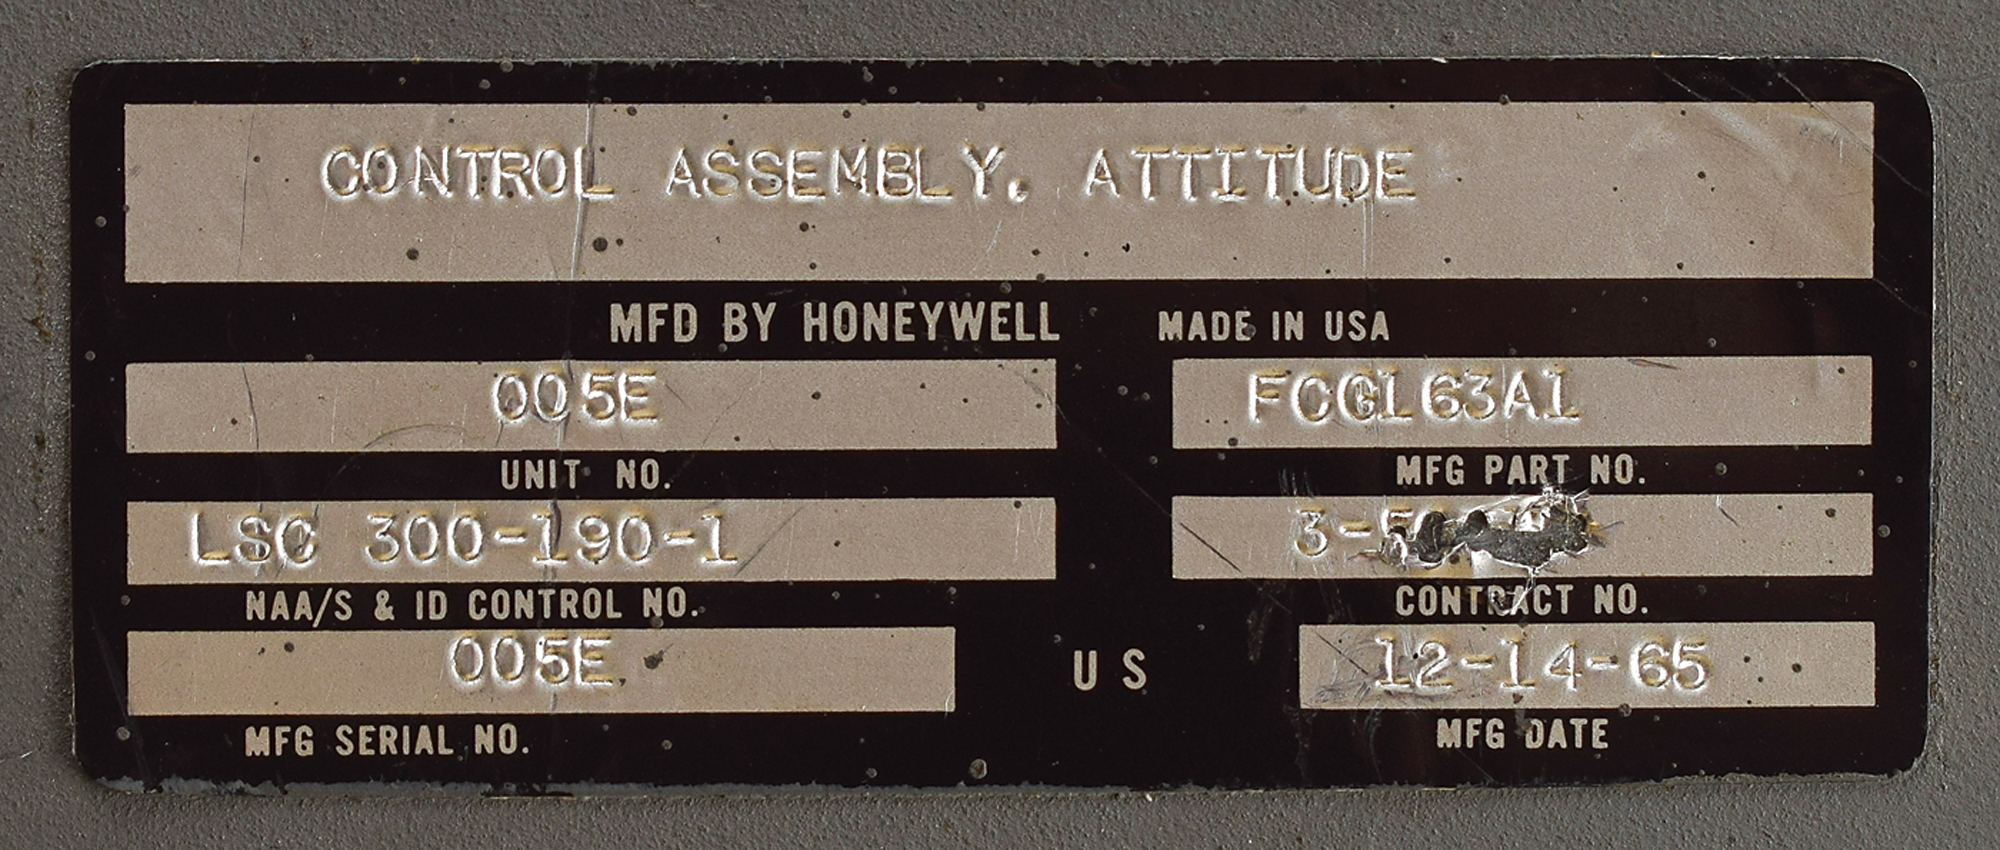 CONTROL ASSEMBLY, ATTITUDE
MFD BY HONEYWELL MADE IN USA
005E
UNIT NO.
MFG PART NO.
LSC 300-190-1
NAA/S & ID CONTROL NO.
CONTRACT NO.
005E
US
12-14-65
MFG SERIAL NO.
MFG DATE